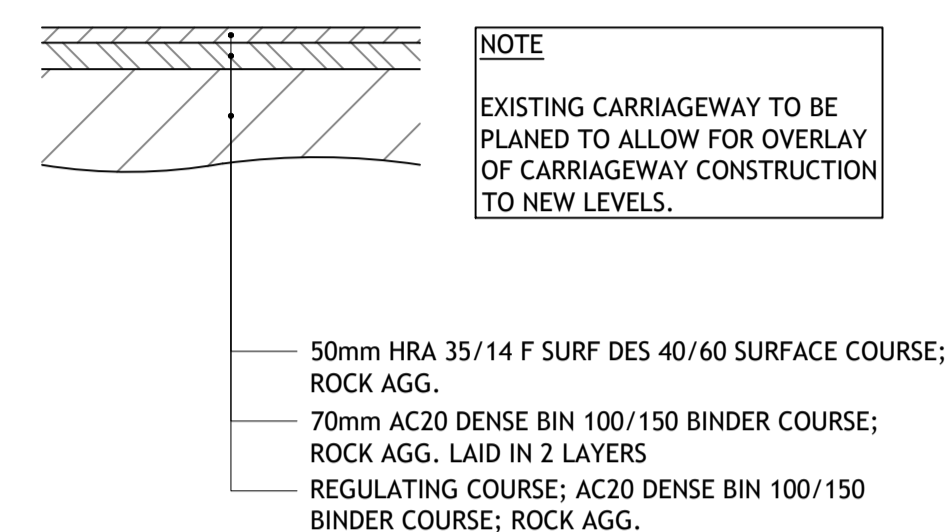 NOTE
EXISTING CARRIAGEWAY TO BE
PLANED TO ALLOW FOR OVERLAY
OF CARRIAGEWAY CONSTRUCTION
TO NEW LEVELS.
50mm HRA 35/14 F SURF DES 40/60 SURFACE COURSE;
ROCK AGG.
70mm AC20 DENSE BIN 100/150 BINDER COURSE;
ROCK AGG. LAID IN 2 LAYERS
REGULATING COURSE; AC20 DENSE BIN 100/150
BINDER COURSE; ROCK AGG.